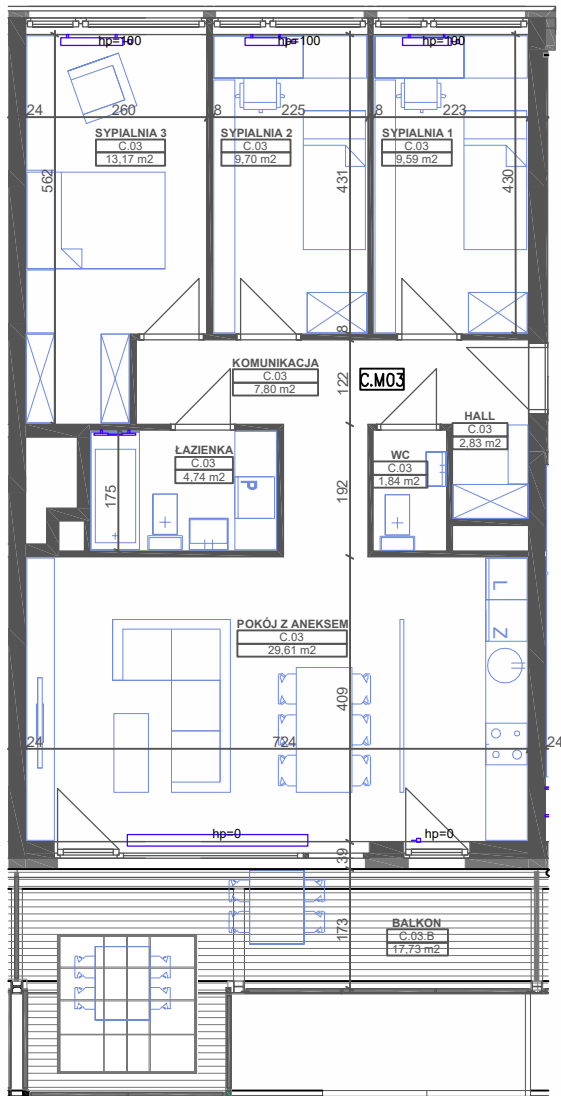 hp=100
hp=100
hp=100
24
260
8
225
8
223
SYPIALNIA 3
C.03
13,17 m2
SYPIALNIA 2
C.03
9,70 m2
SYPIALNIA 1
C.03
9,59 m2
562
431
430
8
KOMUNIKACJA
C.03
7,80 m2
122
C.M03
HALL
C.03
2,83 m2
ŁAZIENKA
C.03
4,74 m2
WC
C.03
1,84 m2
175
P
192
POKÓJ Z ANEKSEM
C.03
29,61 m2
L
Z
409
24
724
24
hp=0
hp=0
39
173
BALKON
C.03.B
17,73 m2